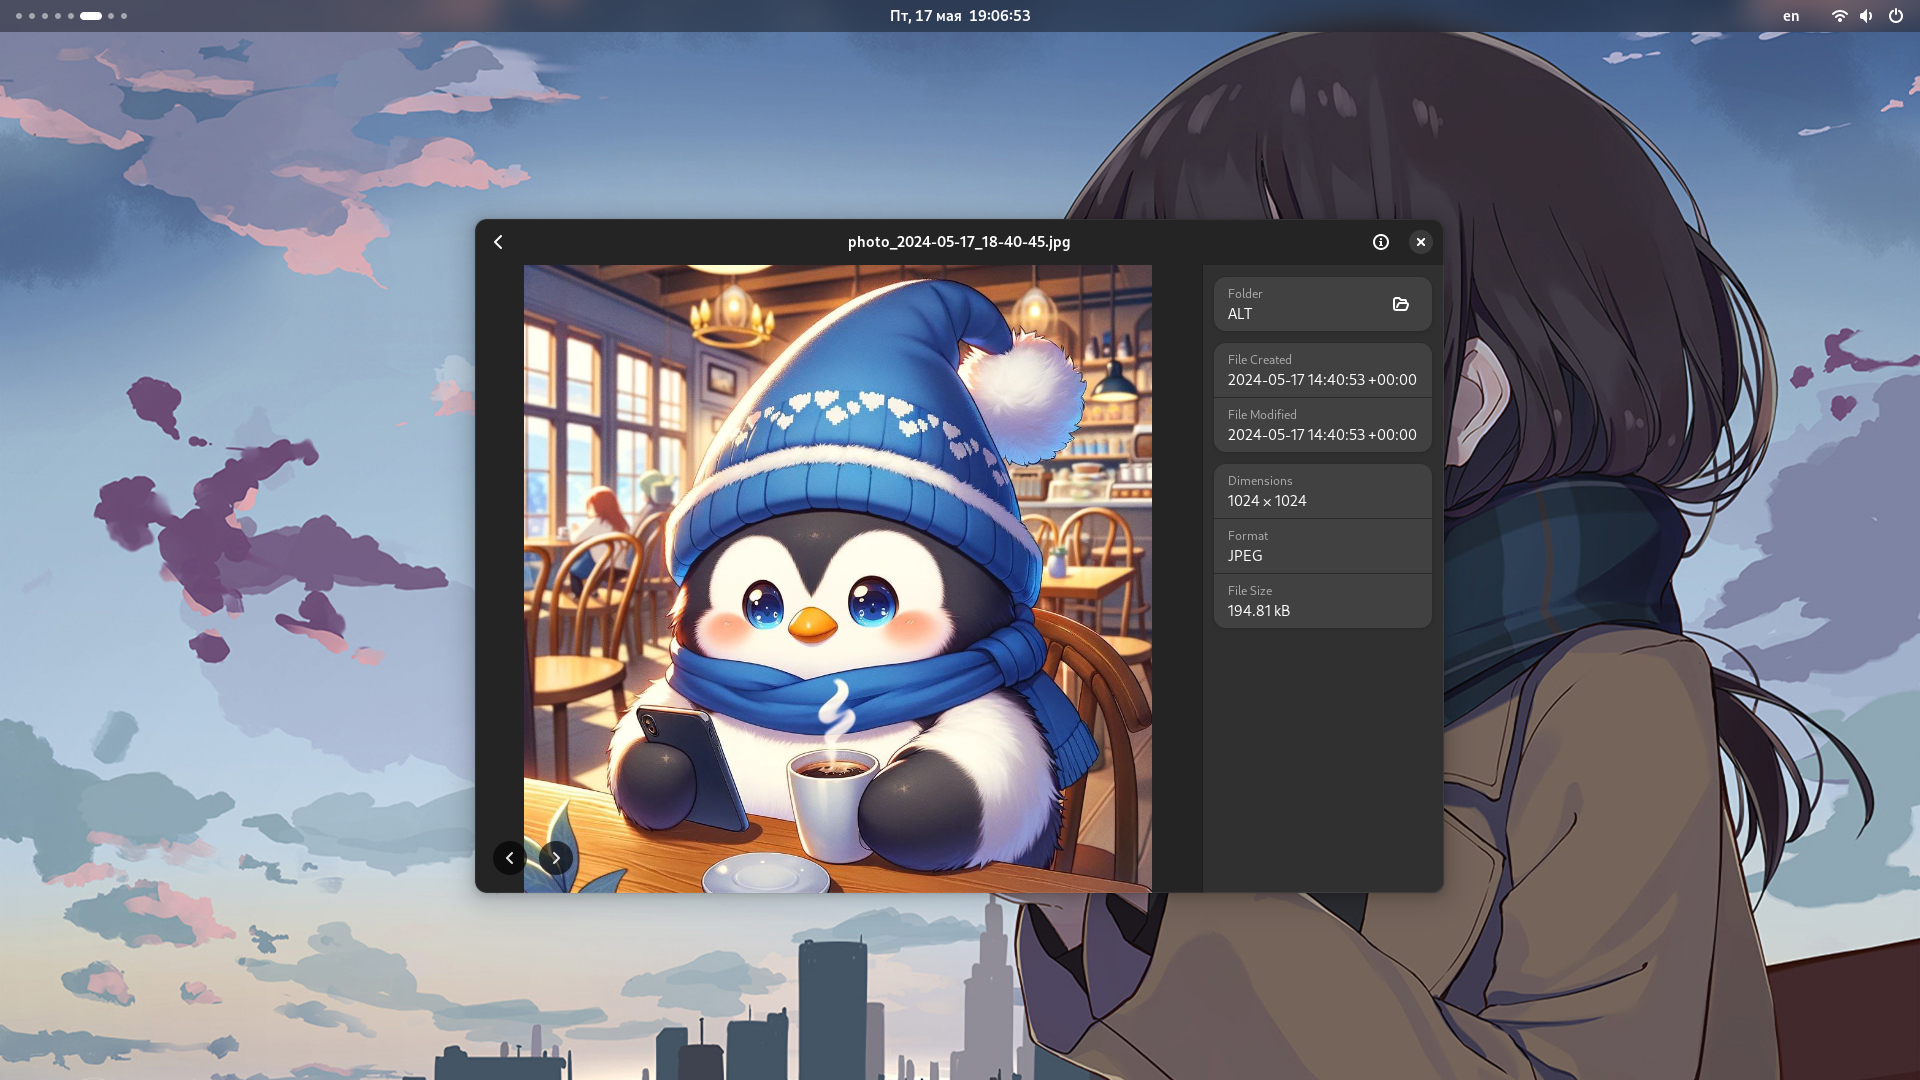 Пт, 17 мая 19:06:53
en
photo_2024-05-17_18-40-45.jpg
Folder
ALT
File Created
2024-05-17 14:40:53 +00:00
File Modified
2024-05-17 14:40:53 +00:00
Dimensions
1024 × 1024
Format
JPEG
File Size
194.81 kB